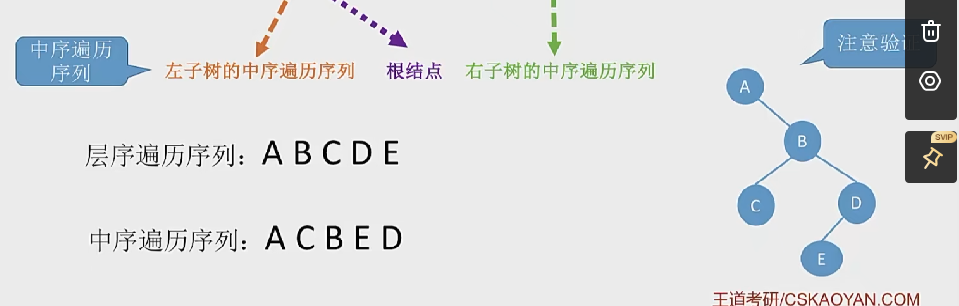 中序遍历
序列
左子树的中序遍历序列 根结点 右子树的中序遍历序列
注意验证
SVIP
A
层序遍历序列：A B C D E
B
C
D
中序遍历序列：A C B E D
E
王道考研/CSKAOYAN.COM